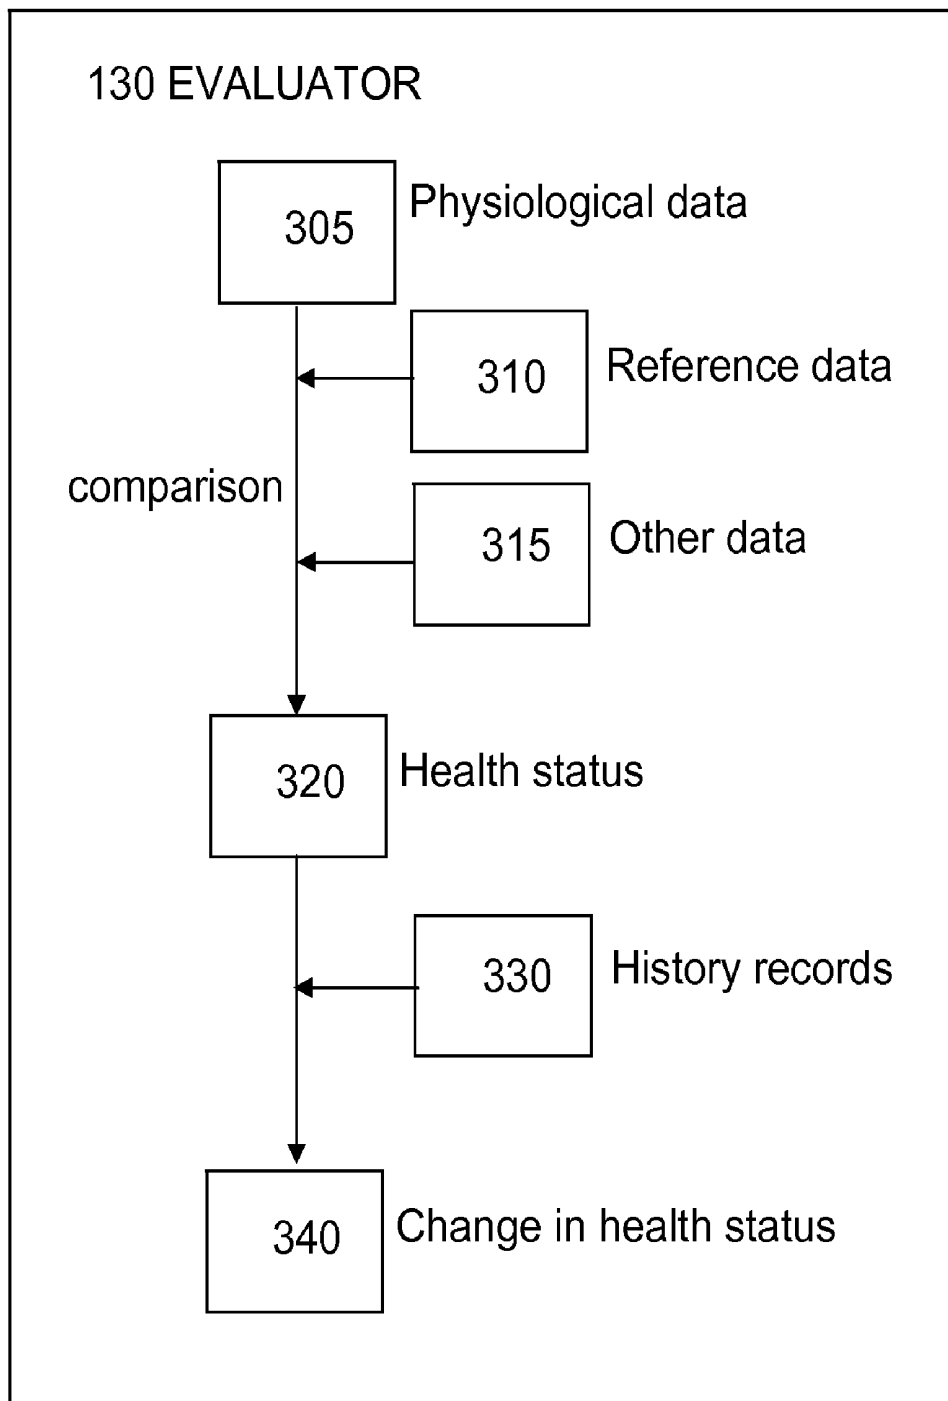 130 EVALUATOR
305
Physiological data
310
Reference data
comparison
315
Other data
320
Health status
330
History records
340
Change in health status